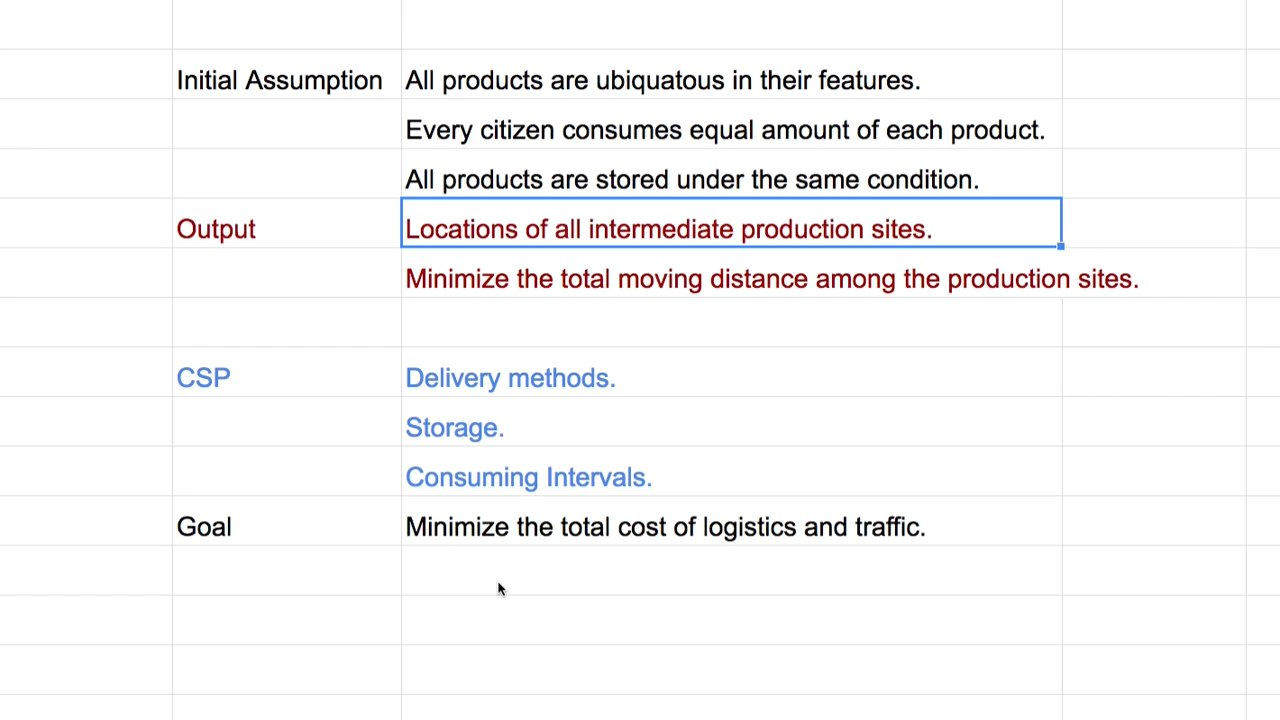 Initial Assumption All products are ubiquatous in their features.
Every citizen consumes equal amount of each product.
All products are stored under the same condition.
Output Locations of all intermediate production sites.
Minimize the total moving distance among the production sites.
CSP Delivery methods.
Storage.
Consuming Intervals.
Goal Minimize the total cost of logistics and traffic.